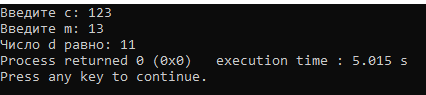 Введите c: 123
Введите m: 13
Число d равно: 11
Process returned 0 (0x0)   execution time : 5.015 s
Press any key to continue.